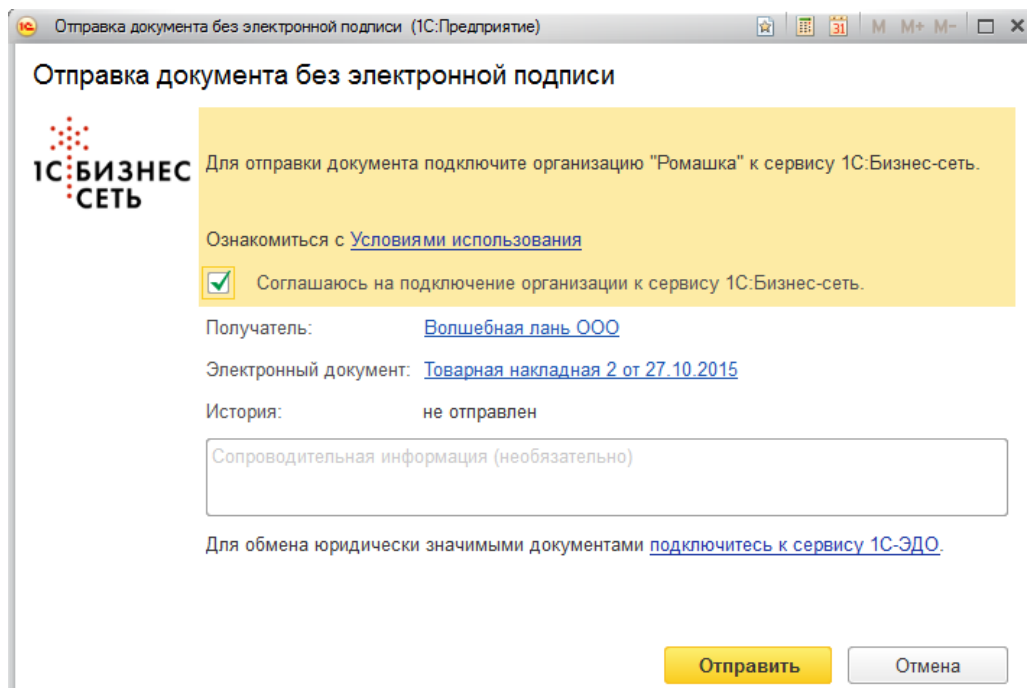 Отправка документа без электронной подписи (1С:Предприятие)
31 M M+ M-
Отправка документа без электронной подписи
1С:БИЗНЕС
СЕТЬ
Для отправки документа подключите организацию "Ромашка" к сервису 1С:Бизнес-сеть.
Ознакомиться с Условиями использования
Соглашаюсь на подключение организации к сервису 1С:Бизнес-сеть.
Получатель: Волшебная лань ООО
Электронный документ: Товарная накладная 2 от 27.10.2015
История: не отправлен
Сопроводительная информация (необязательно)
Для обмена юридически значимыми документами подключитесь к сервису 1С-ЭДО.
Отправить Отмена